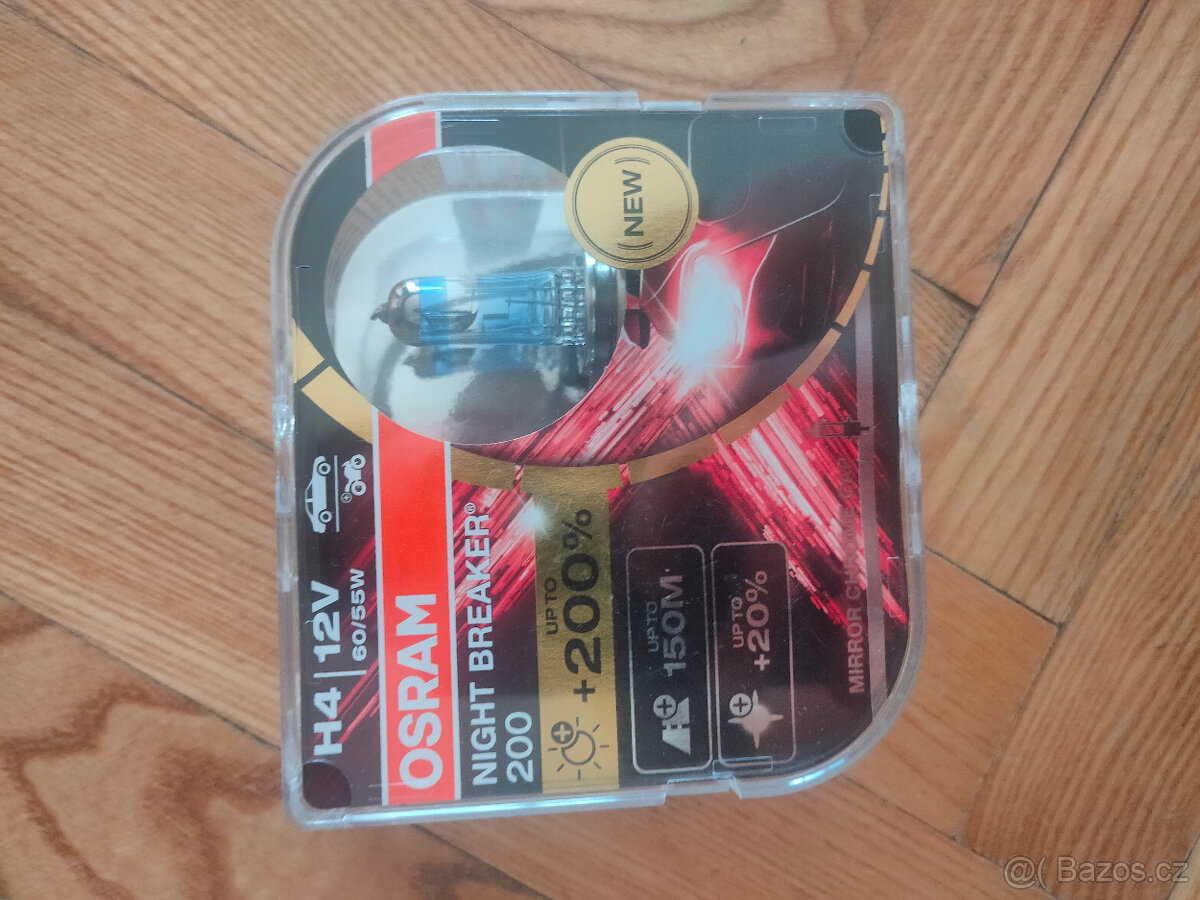 H4 | 12V
60/55W
OSRAM
NIGHT BREAKER®
200
UP TO
+200%
UP TO
150M
UP TO
+20%
MIRROR
NEW
@( Bazos.cz